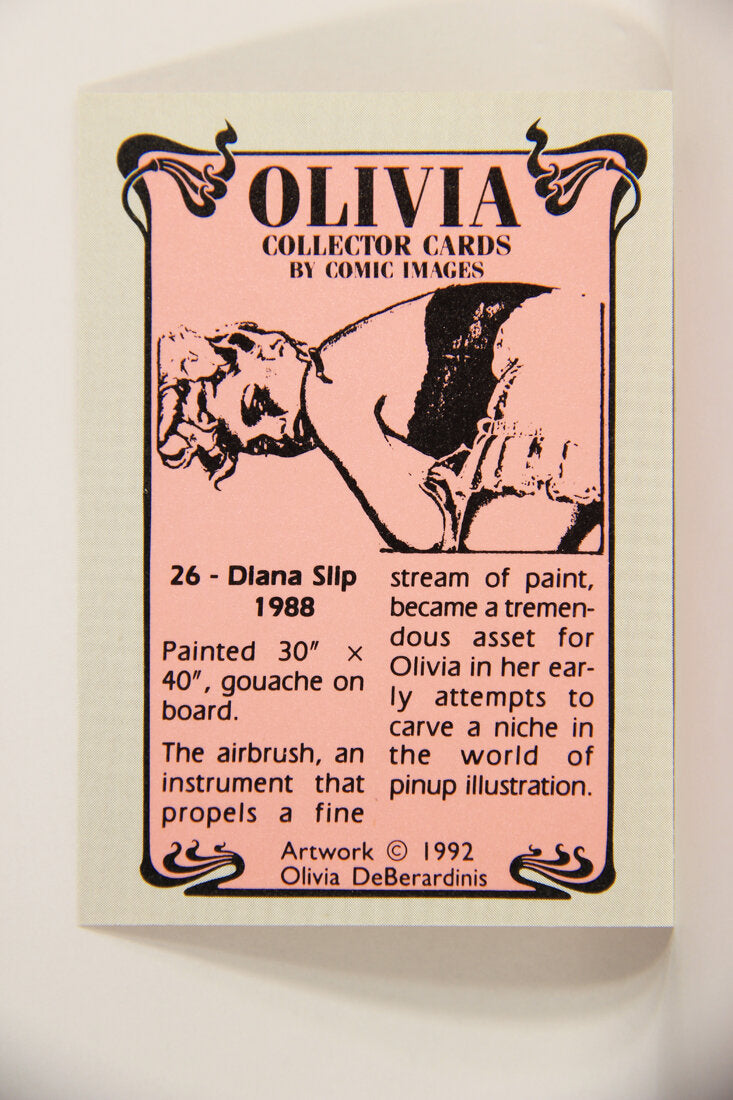 OLIVIA
COLLECTOR CARDS
BY COMIC IMAGES
26 - Diana Slip
1988
Painted 30" ×
40", gouache on
board.
The airbrush, an
instrument that
propels a fine
stream of paint,
became a tremen-
dous asset for
Olivia in her ear-
ly attempts to
carve a niche in
the world of
pinup illustration.
Artwork © 1992
Olivia DeBerardinis